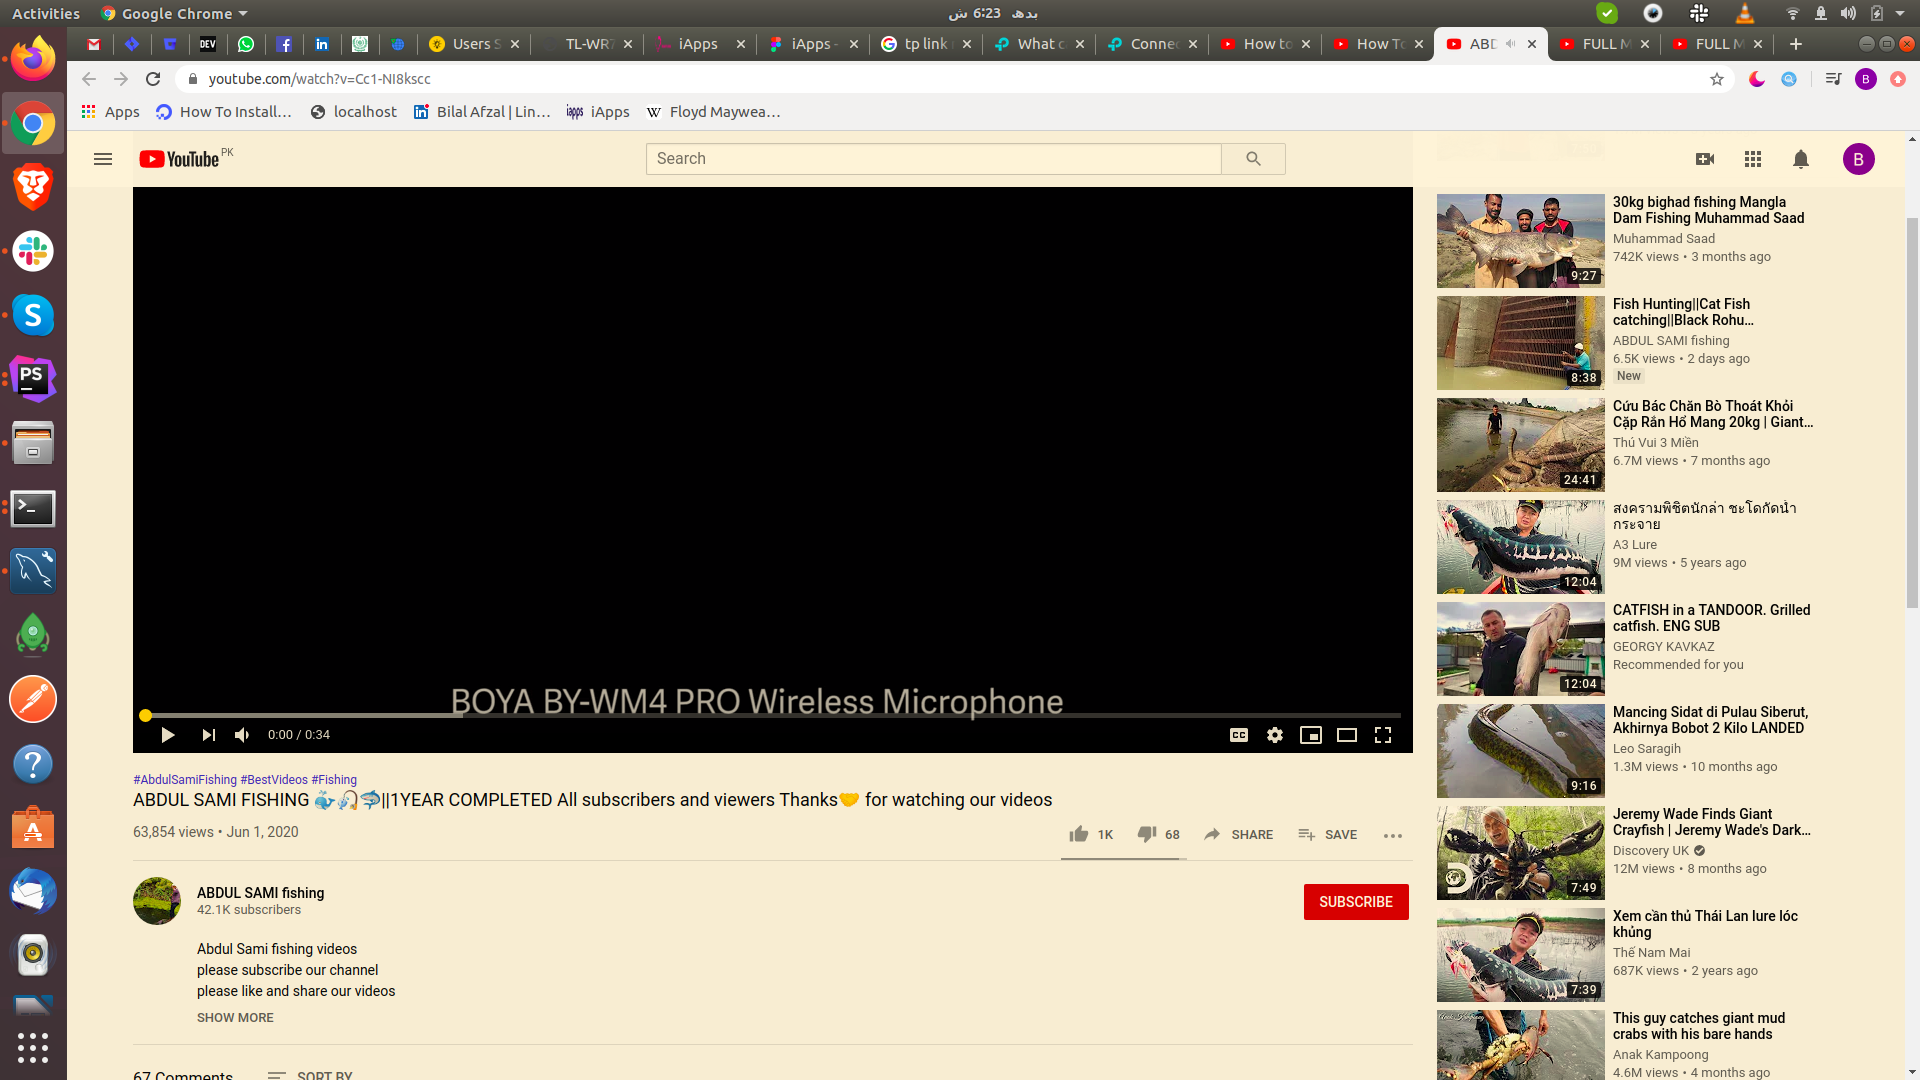 Activities
Google Chrome
بدھ 6:23 ش
DEV
Users S
TL-WR7
iApps
iApps -
tp link r
What c
Connec
How to
How To
ABD
FULL M
FULL M
youtube.com/watch?v=Cc1-NI8kscc
B
Apps
How To Install...
localhost
Bilal Afzal | Lin...
iApps
Floyd Maywea...
YouTube PK
Search
B
BOYA BY-WM4 PRO Wireless Microphone
0:00 / 0:34
CC
#AbdulSamiFishing #BestVideos #Fishing
ABDUL SAMI FISHING 🐳🎣🦈||1YEAR COMPLETED All subscribers and viewers Thanks🤝 for watching our videos
63,854 views • Jun 1, 2020
1K
68
SHARE
SAVE
ABDUL SAMI fishing
42.1K subscribers
SUBSCRIBE
Abdul Sami fishing videos
please subscribe our channel
please like and share our videos
SHOW MORE
67 Comments
SORT BY
30kg bighad fishing Mangla
Dam Fishing Muhammad Saad
Muhammad Saad
742K views • 3 months ago
9:27
Fish Hunting||Cat Fish
catching||Black Rohu...
ABDUL SAMI fishing
6.5K views • 2 days ago
New
8:38
Cứu Bác Chăn Bò Thoát Khỏi
Cặp Rắn Hổ Mang 20kg | Giant...
Thú Vui 3 Miền
6.7M views • 7 months ago
24:41
สงครามพิชิตนักล่า ชะโดกัดน้ำ
กระจาย
A3 Lure
9M views • 5 years ago
12:04
CATFISH in a TANDOOR. Grilled
catfish. ENG SUB
GEORGY KAVKAZ
Recommended for you
12:04
Mancing Sidat di Pulau Siberut,
Akhirnya Bobot 2 Kilo LANDED
Leo Saragih
1.3M views • 10 months ago
9:16
Jeremy Wade Finds Giant
Crayfish | Jeremy Wade's Dark...
Discovery UK
12M views • 8 months ago
7:49
Xem cần thủ Thái Lan lure lóc
khủng
Thế Nam Mai
687K views • 2 years ago
7:39
This guy catches giant mud
crabs with his bare hands
Anak Kampoong
4.6M views • 4 months ago
PS